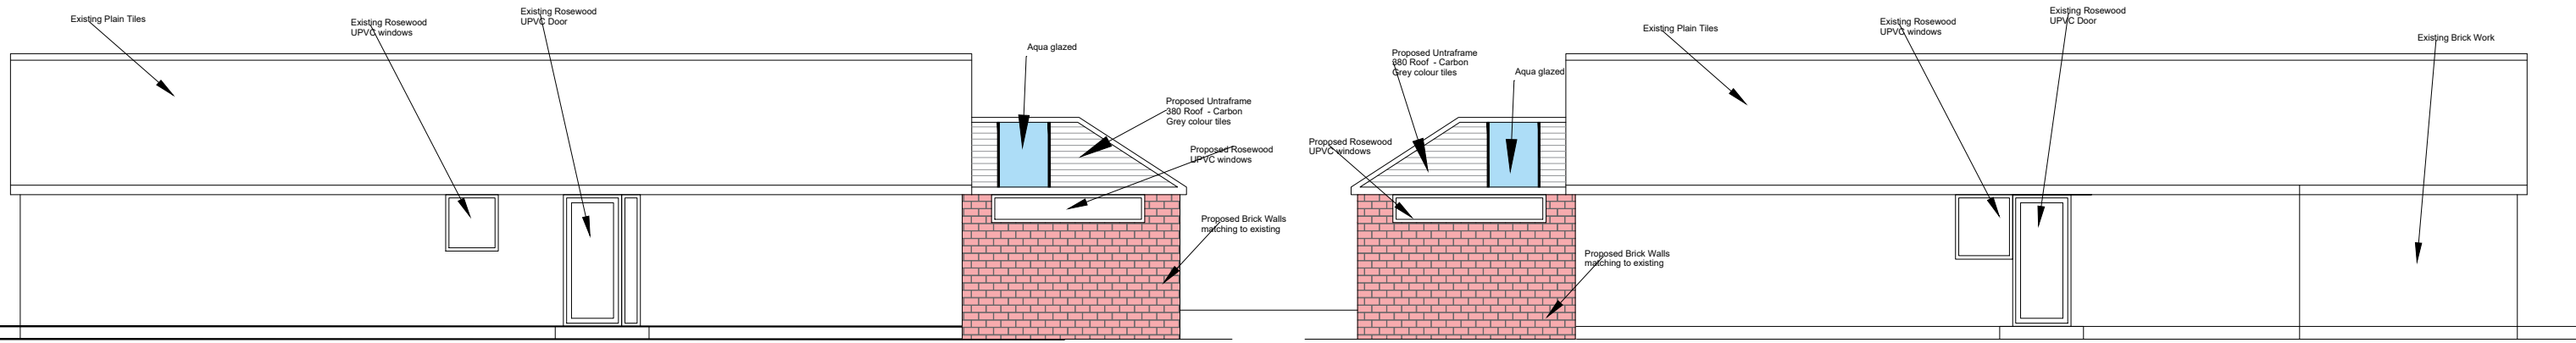 Existing Plain Tiles
Existing Rosewood
UPVC windows
Existing Rosewood
UPVC Door
Aqua glazed
Proposed Untraframe
380 Roof - Carbon
Grey colour tiles
Proposed Rosewood
UPVC windows
Proposed Brick Walls
matching to existing
Proposed Untraframe
380 Roof - Carbon
Grey colour tiles
Aqua glazed
Proposed Rosewood
UPVC windows
Proposed Brick Walls
matching to existing
Existing Plain Tiles
Existing Rosewood
UPVC windows
Existing Rosewood
UPVC Door
Existing Brick Work